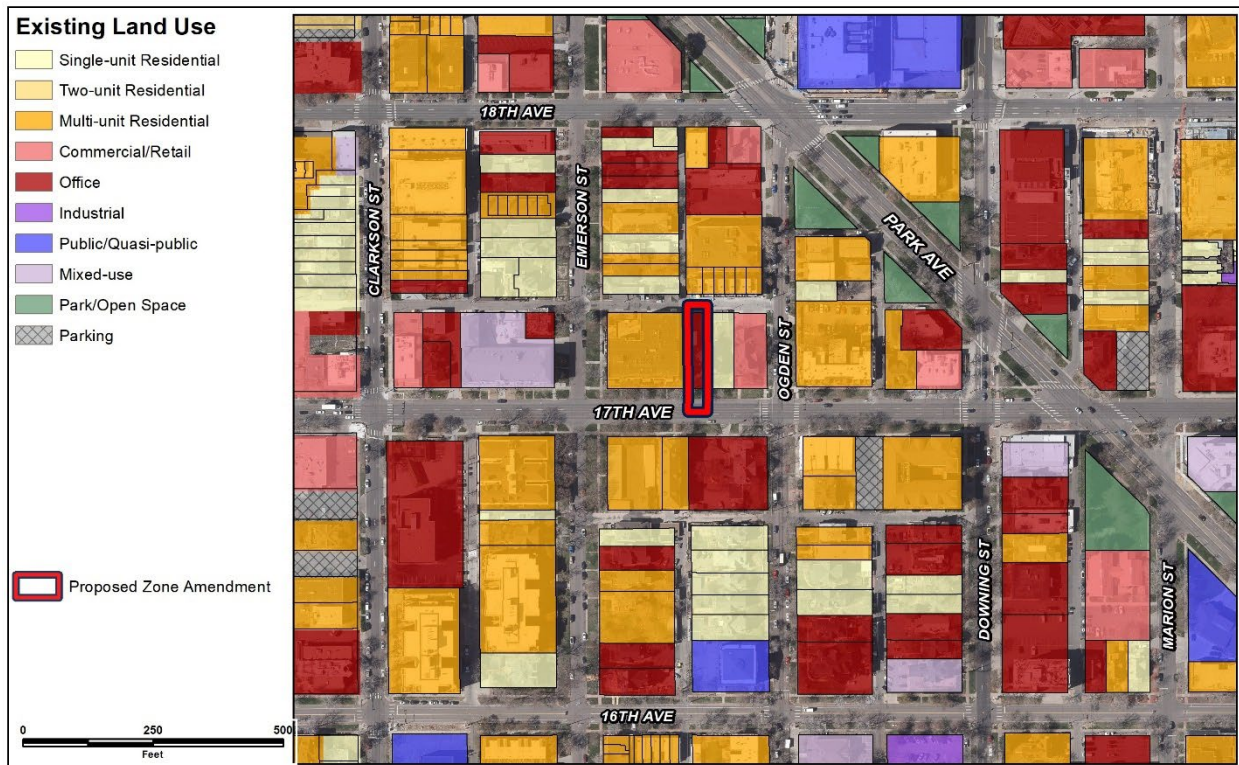 Existing Land Use
Single-unit Residential
Two-unit Residential
Multi-unit Residential
Commercial/Retail
Office
Industrial
Public/Quasi-public
Mixed-use
Park/Open Space
Parking
Proposed Zone Amendment
0 250 500
Feet
18TH AVE
CLARKSON ST
EMERSON ST
PARK AVE
OGDEN ST
17TH AVE
DOWNING ST
MARION ST
16TH AVE